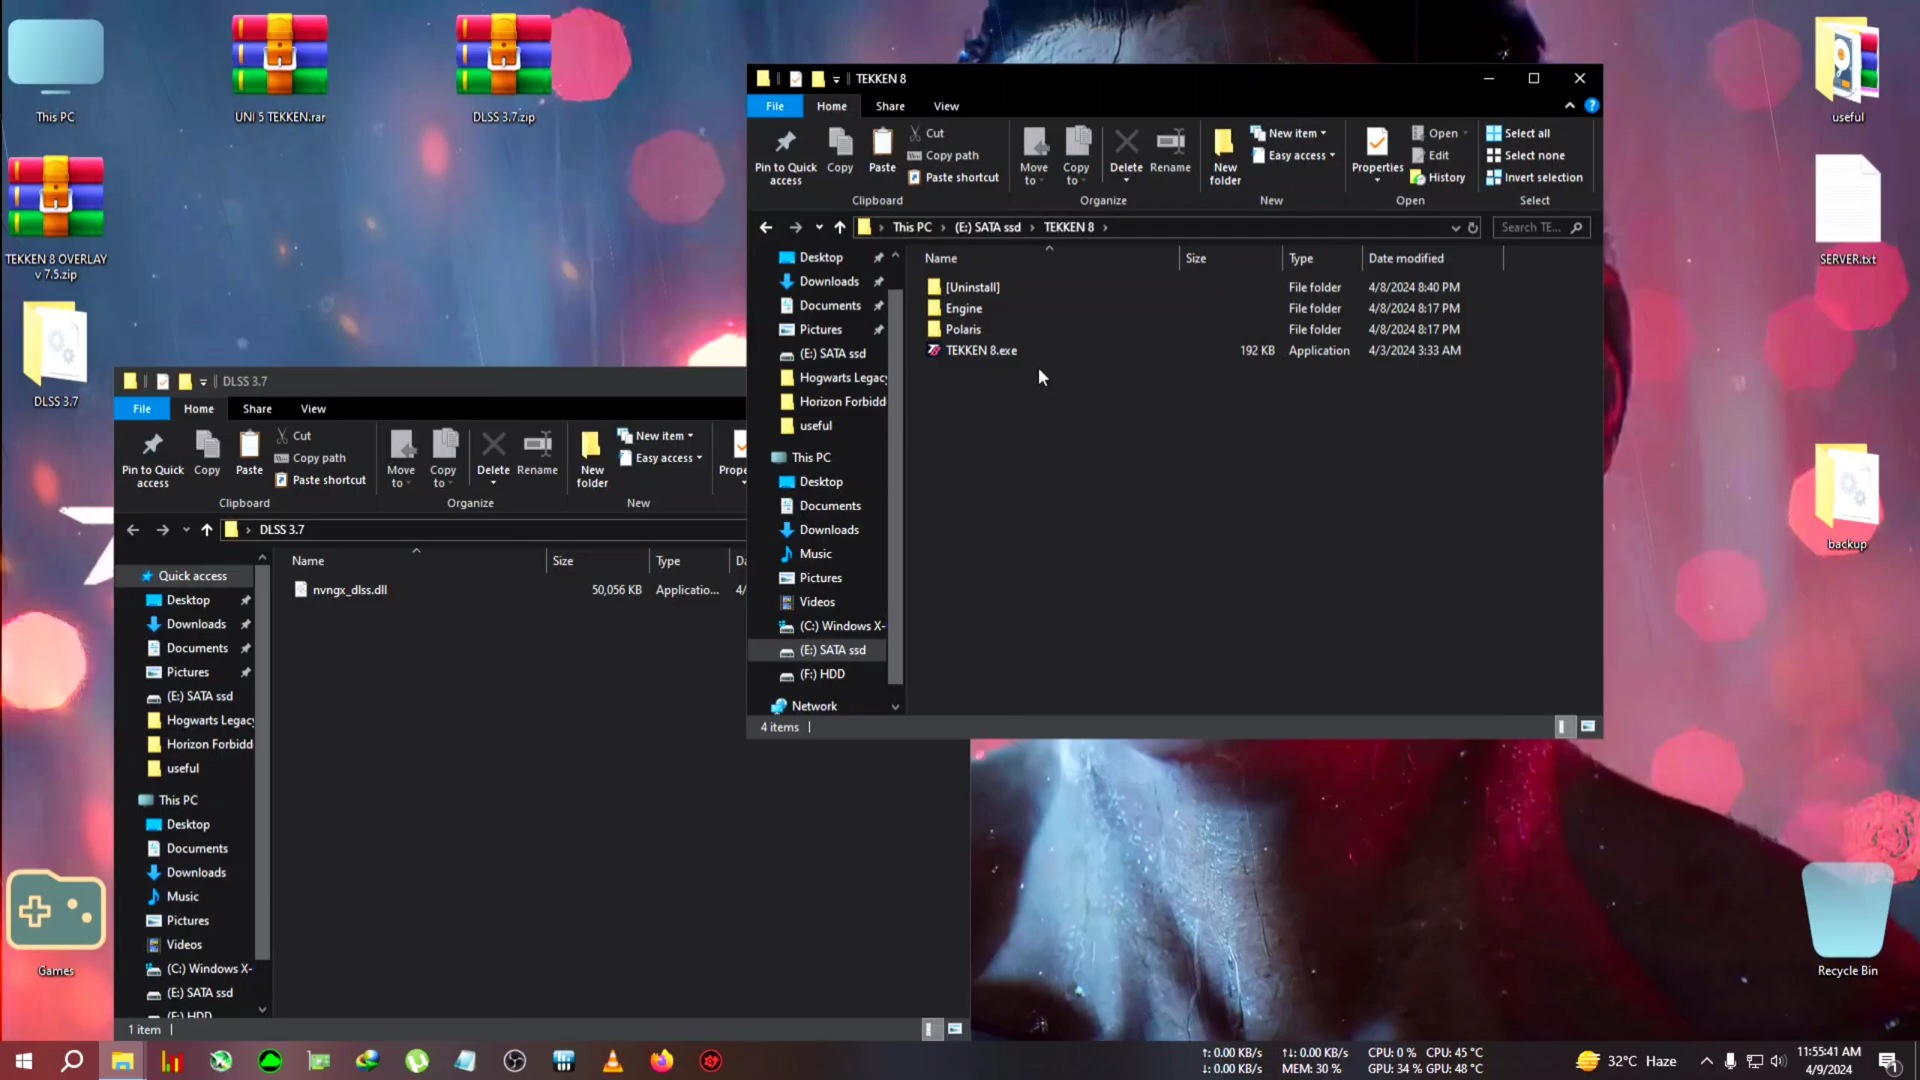 This PC
UNI 5 TEKKEN.rar
DLSS 3.7.zip
TEKKEN 8 OVERLAY
v 7.5.zip
DLSS 3.7
Games
useful
SERVER.txt
backup
Recycle Bin
TEKKEN 8
File Home Share View
Pin to Quick
access
Copy
Paste
Cut
Copy path
Paste shortcut
Clipboard
Move
to
Copy
to
Delete
Rename
Organize
New
folder
New item
Easy access
New
Properties
Open
Edit
History
Open
Select all
Select none
Invert selection
Select
This PC > (E:) SATA ssd > TEKKEN 8 >
Search TE...
Desktop
Downloads
Documents
Pictures
(E:) SATA ssd
Hogwarts Legacy
Horizon Forbidd
useful
This PC
Desktop
Documents
Downloads
Music
Pictures
Videos
(C:) Windows X-
(E:) SATA ssd
(F:) HDD
Network
Name Size Type Date modified
[Uninstall] File folder 4/8/2024 8:40 PM
Engine File folder 4/8/2024 8:17 PM
Polaris File folder 4/8/2024 8:17 PM
TEKKEN 8.exe 192 KB Application 4/3/2024 3:33 AM
4 items
DLSS 3.7
File Home Share View
Pin to Quick
access
Copy
Paste
Cut
Copy path
Paste shortcut
Clipboard
Move
to
Copy
to
Delete
Rename
Organize
New
folder
New item
Easy access
New
Prope
> DLSS 3.7
Quick access
Desktop
Downloads
Documents
Pictures
(E:) SATA ssd
Hogwarts Legacy
Horizon Forbidd
useful
This PC
Desktop
Documents
Downloads
Music
Pictures
Videos
(C:) Windows X-
(E:) SATA ssd
(F:) HDD
Name Size Type Da
nvngx_dlss.dll 50,056 KB Applicatio... 4/
1 item
↑: 0.00 KB/s ↑↓: 0.00 KB/s CPU: 0 % CPU: 45 °C
↓: 0.00 KB/s MEM: 30 % GPU: 34 % GPU: 48 °C
32°C Haze
11:55:41 AM
4/9/2024
1